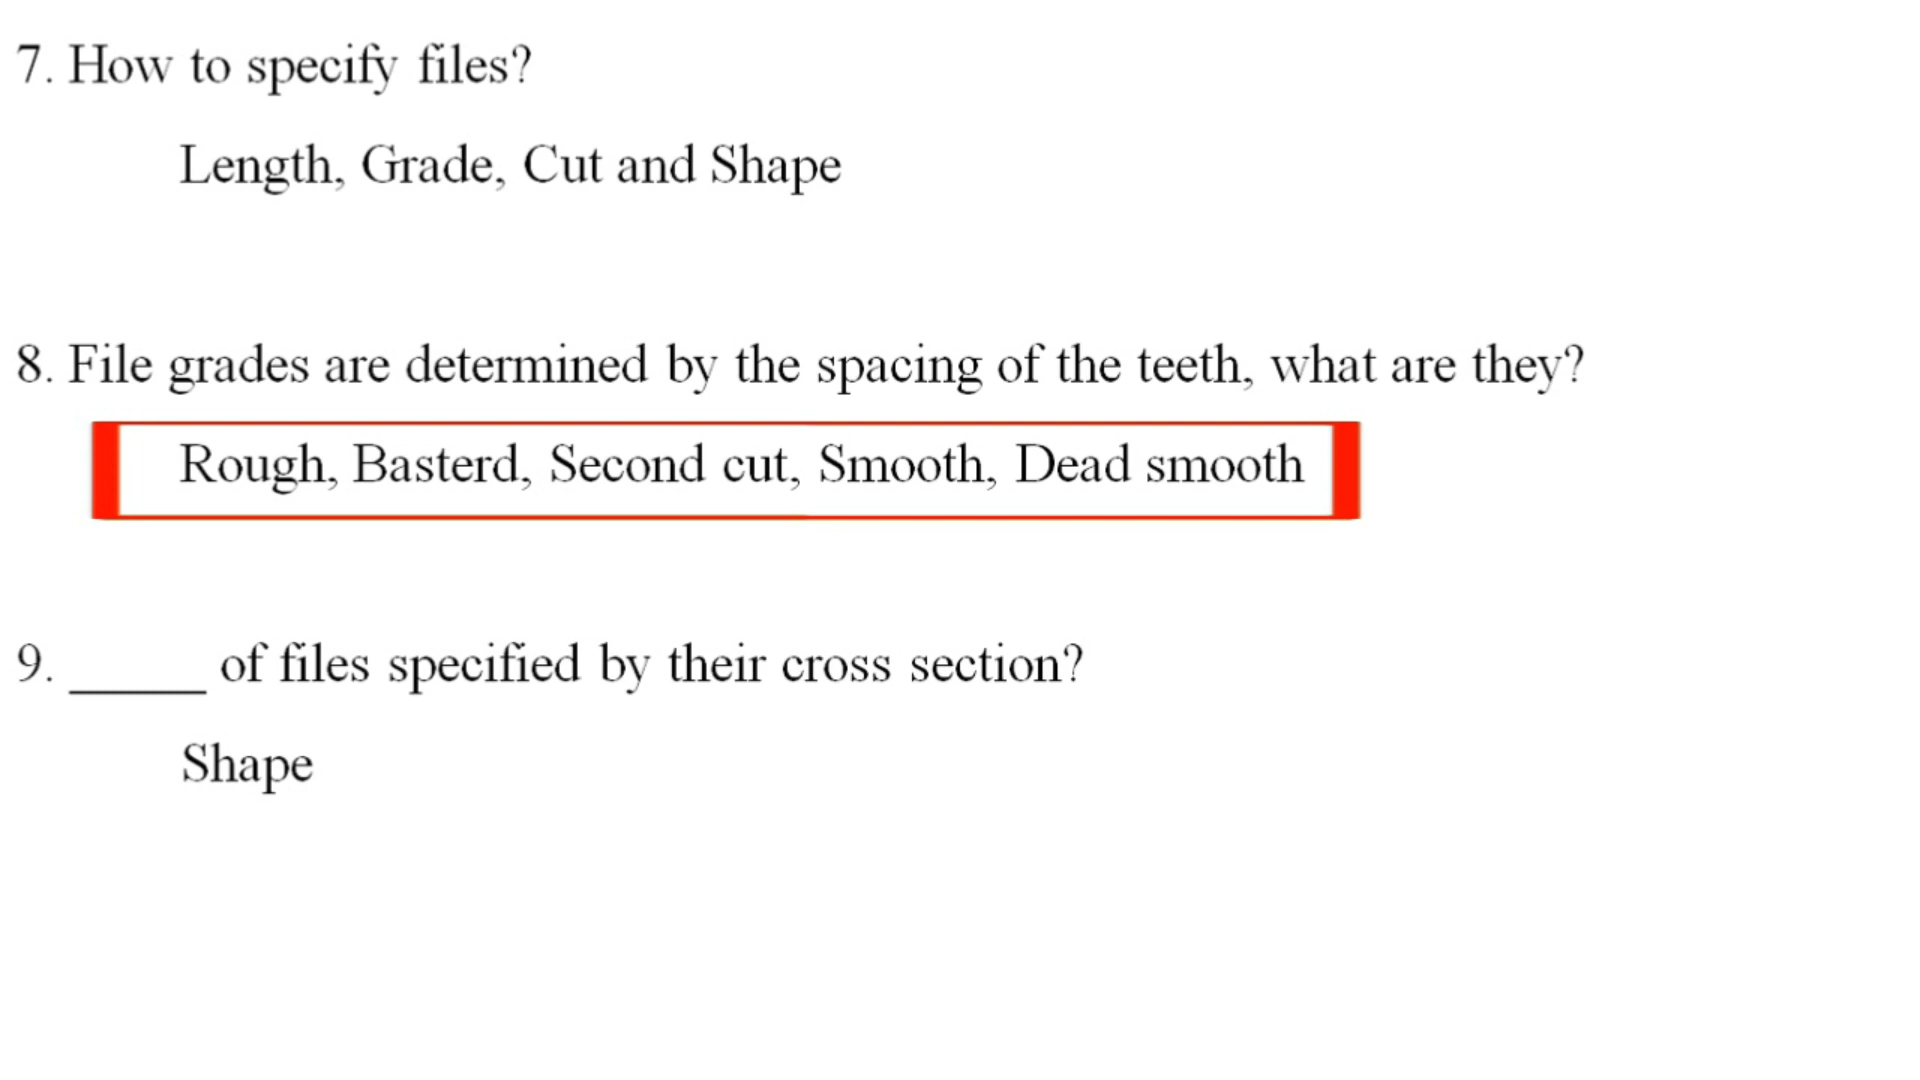 7. How to specify files?
Length, Grade, Cut and Shape
8. File grades are determined by the spacing of the teeth, what are they?
Rough, Basterd, Second cut, Smooth, Dead smooth
9. _____ of files specified by their cross section?
Shape